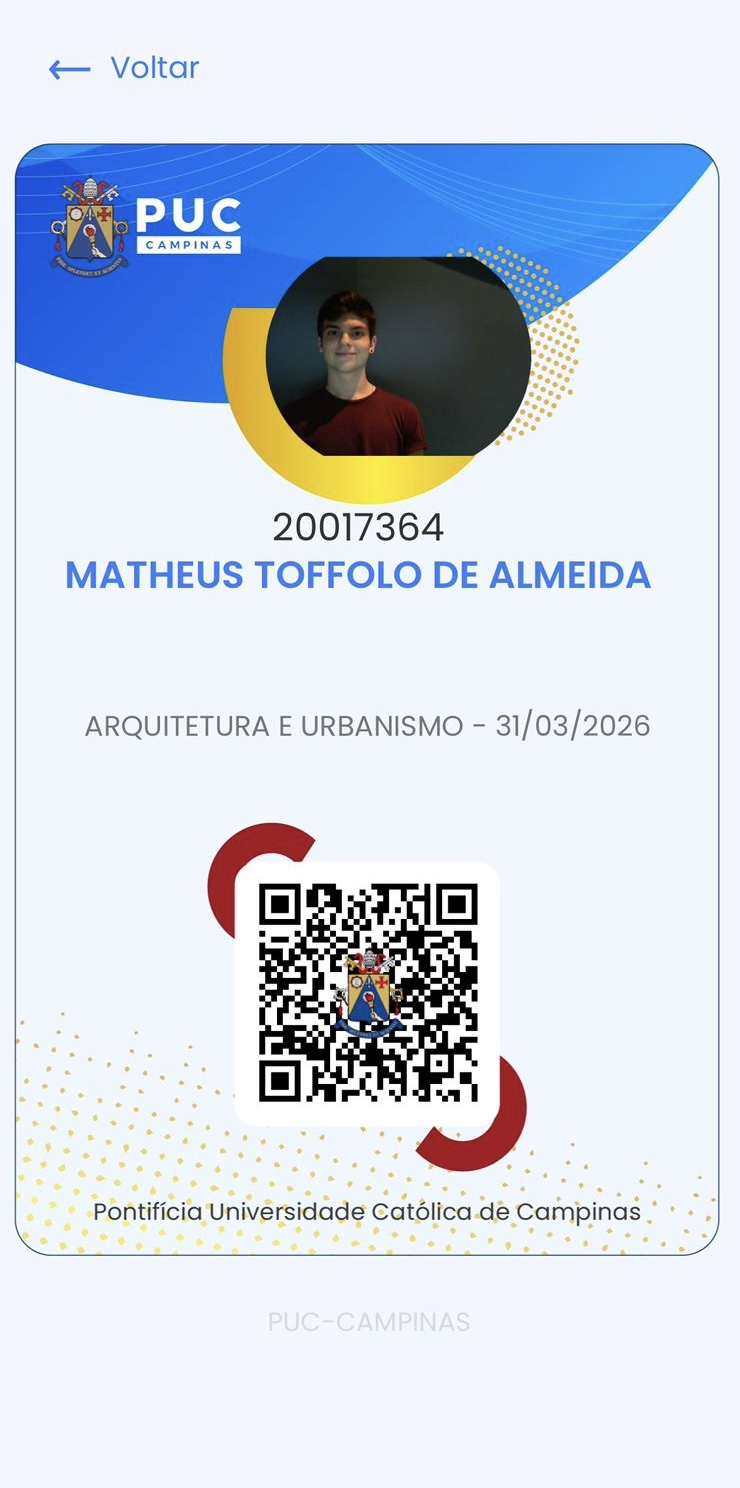 ← Voltar
PUC
CAMPINAS
20017364
MATHEUS TOFFOLO DE ALMEIDA
ARQUITETURA E URBANISMO - 31/03/2026
Pontifícia Universidade Católica de Campinas
PUC-CAMPINAS